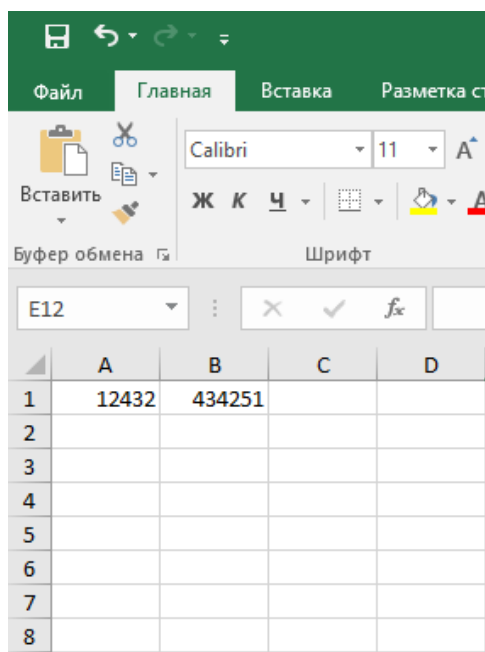 Файл Главная Вставка Разметка ст
Calibri 11 A
Вставить
Ж К Ч А
Буфер обмена Шрифт
E12 fx
A B C D
1 12432 434251
2
3
4
5
6
7
8